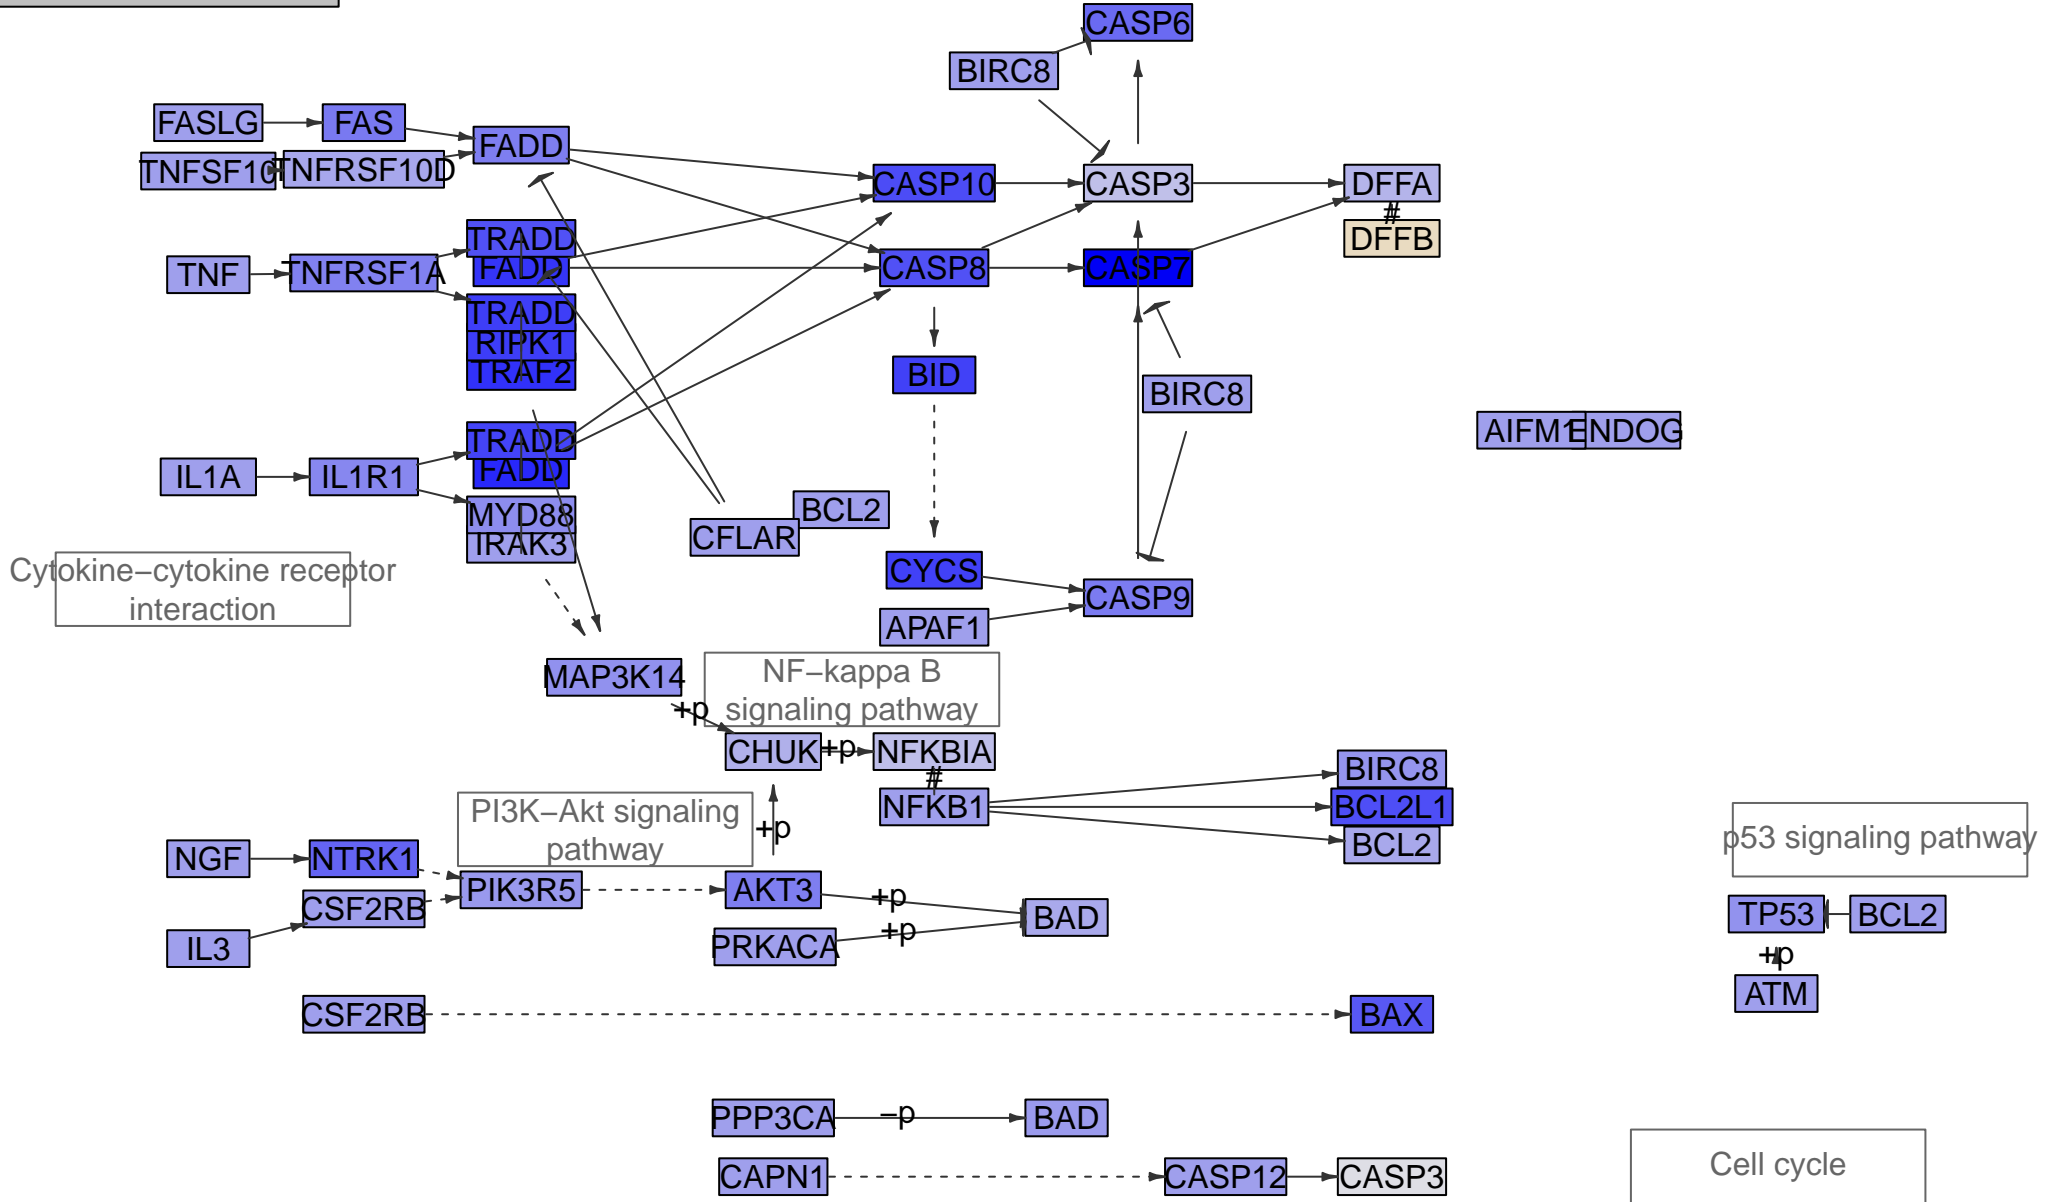 CASP6
BIRC8
FASLG
FAS
FADD
TNFSF10
TNFRSF10D
CASP10
CASP3
DFFA
#
DFFB
TRADD
FADD
TNF
TNFRSF1A
CASP8
CASP7
TRADD
RIPK1
TRAF2
BID
BIRC8
AIFM1
ENDOG
TRADD
FADD
IL1A
IL1R1
MYD88
IRAK3
BCL2
CFLAR
Cytokine−cytokine receptor
interaction
CYCS
CASP9
APAF1
MAP3K14
NF−kappa B
signaling pathway
+p
CHUK
+p
NFKBIA
#
NFKB1
BIRC8
BCL2L1
BCL2
PI3K−Akt signaling
pathway
+p
p53 signaling pathway
NGF
NTRK1
PIK3R5
AKT3
+p
CSF2RB
BAD
TP53
BCL2
IL3
PRKACA
+p
+p
ATM
CSF2RB
BAX
PPP3CA
−p
BAD
CAPN1
CASP12
CASP3
Cell cycle